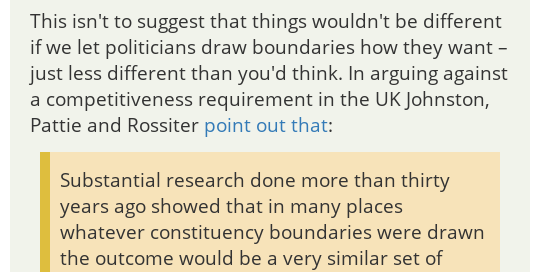 This isn't to suggest that things wouldn't be different
if we let politicians draw boundaries how they want –
just less different than you'd think. In arguing against
a competitiveness requirement in the UK Johnston,
Pattie and Rossiter point out that:
Substantial research done more than thirty
years ago showed that in many places
whatever constituency boundaries were drawn
the outcome would be a very similar set of